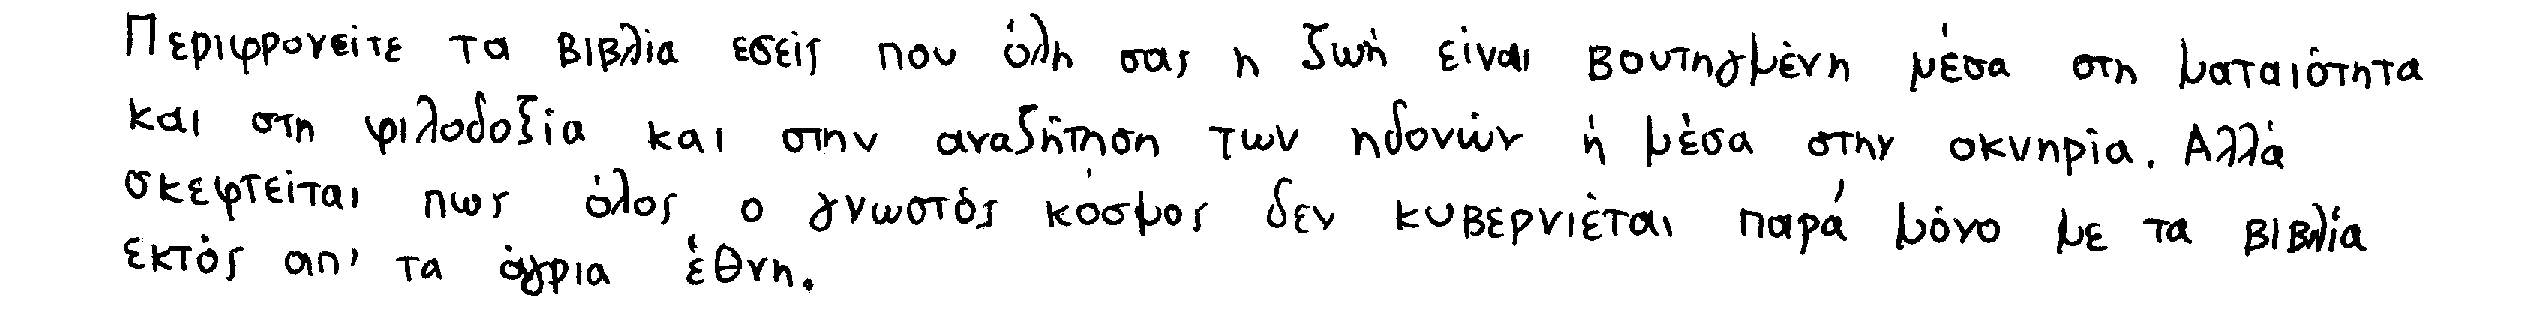 Περιφρονείτε τα βιβλία εσείς που όλη σας η ζωή είναι βουτηγμένη μέσα στη ματαιότητα
και στη φιλοδοξία και στην αναζήτηση των ηδονών ή μέσα στην οκνηρία. Αλλά
σκεφτείται πως όλος ο γνωστός κόσμος δεν κυβερνιέται παρά μόνο με τα βιβλία
εκτός απ' τα άγρια έθνη.